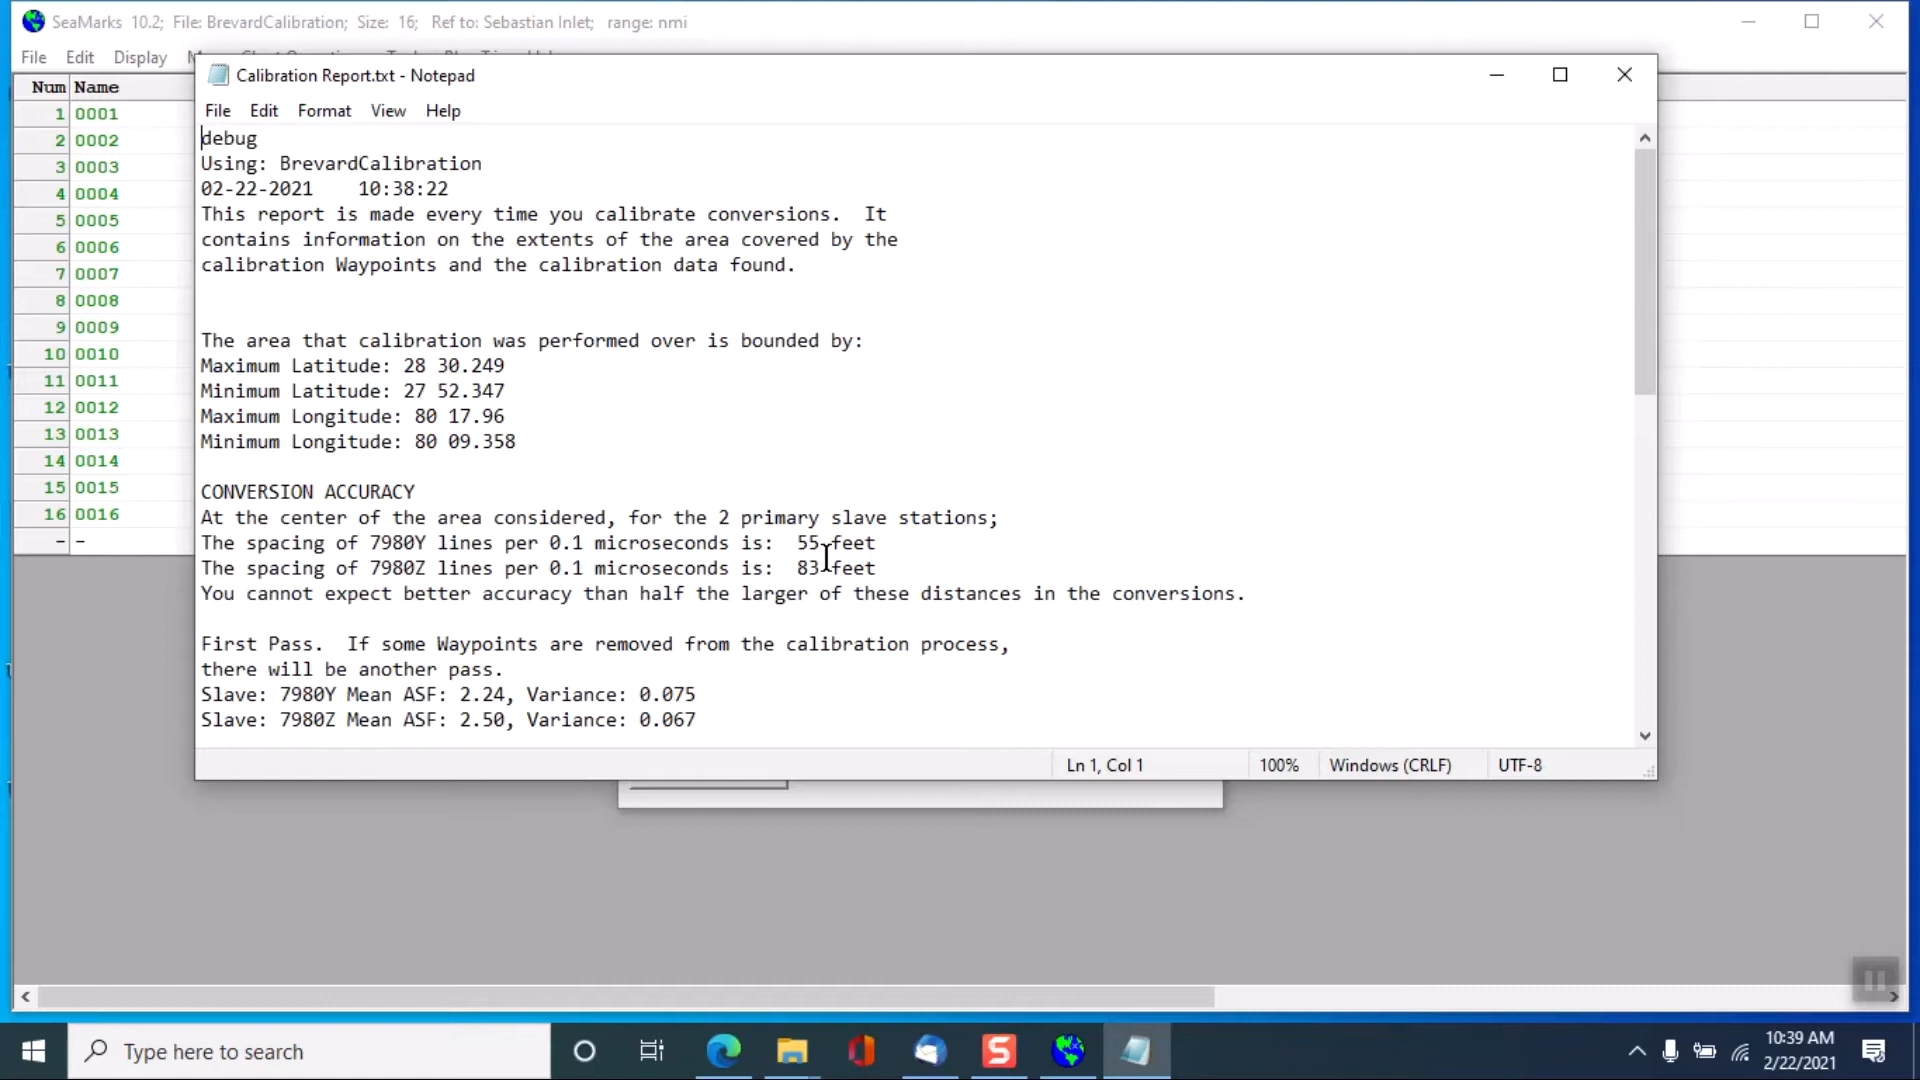 SeaMarks 10.2; File: BrevardCalibration; Size: 16; Ref to: Sebastian Inlet; range: nmi
File Edit Display
Num Name
1 0001
2 0002
3 0003
4 0004
5 0005
6 0006
7 0007
8 0008
9 0009
10 0010
11 0011
12 0012
13 0013
14 0014
15 0015
16 0016
- -
Calibration Report.txt - Notepad
File Edit Format View Help
debug
Using: BrevardCalibration
02-22-2021 10:38:22
This report is made every time you calibrate conversions. It
contains information on the extents of the area covered by the
calibration Waypoints and the calibration data found.
The area that calibration was performed over is bounded by:
Maximum Latitude: 28 30.249
Minimum Latitude: 27 52.347
Maximum Longitude: 80 17.96
Minimum Longitude: 80 09.358
CONVERSION ACCURACY
At the center of the area considered, for the 2 primary slave stations;
The spacing of 7980Y lines per 0.1 microseconds is: 55 feet
The spacing of 7980Z lines per 0.1 microseconds is: 83 feet
You cannot expect better accuracy than half the larger of these distances in the conversions.
First Pass. If some Waypoints are removed from the calibration process,
there will be another pass.
Slave: 7980Y Mean ASF: 2.24, Variance: 0.075
Slave: 7980Z Mean ASF: 2.50, Variance: 0.067
Ln 1, Col 1 100% Windows (CRLF) UTF-8
Type here to search
S
10:39 AM
2/22/2021